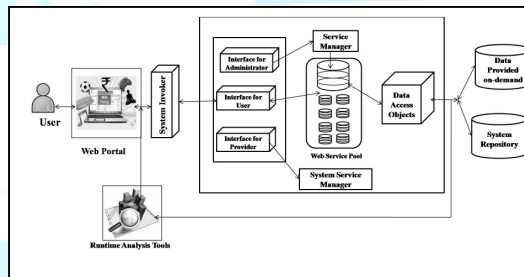 User
Web Portal
System Invoker
Interface for
Administrator
Interface for
User
Interface for
Provider
Service
Manager
Web Service Pool
System Service
Manager
Data
Access
Objects
Data
Provided
on-demand
System
Repository
Runtime Analysis Tools